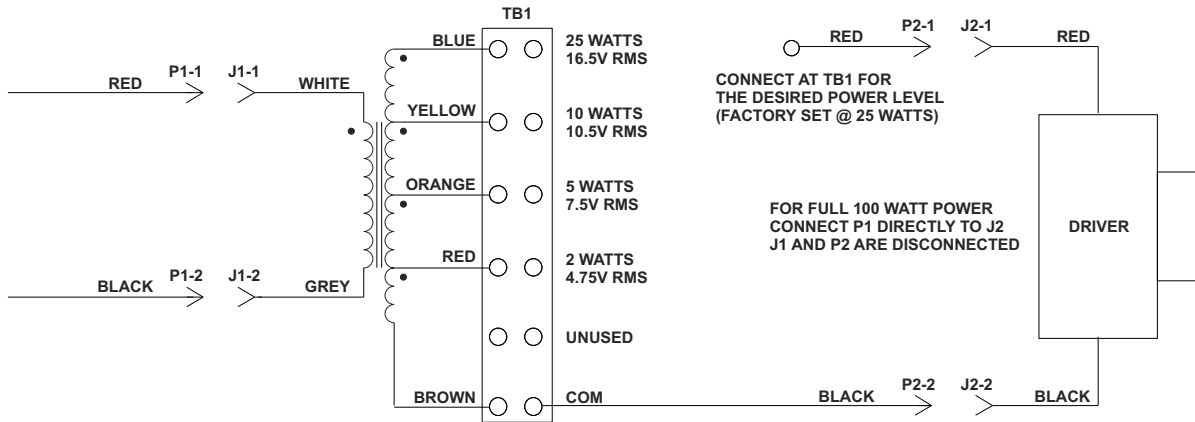 TB1
BLUE
25 WATTS
16.5V RMS
P2-1
J2-1
RED
RED
P1-1
J1-1
RED
WHITE
CONNECT AT TB1 FOR
THE DESIRED POWER LEVEL
(FACTORY SET @ 25 WATTS)
YELLOW
10 WATTS
10.5V RMS
ORANGE
5 WATTS
7.5V RMS
FOR FULL 100 WATT POWER
CONNECT P1 DIRECTLY TO J2
J1 AND P2 ARE DISCONNECTED
DRIVER
RED
2 WATTS
4.75V RMS
P1-2
J1-2
BLACK
GREY
UNUSED
BROWN
COM
P2-2
J2-2
BLACK
BLACK